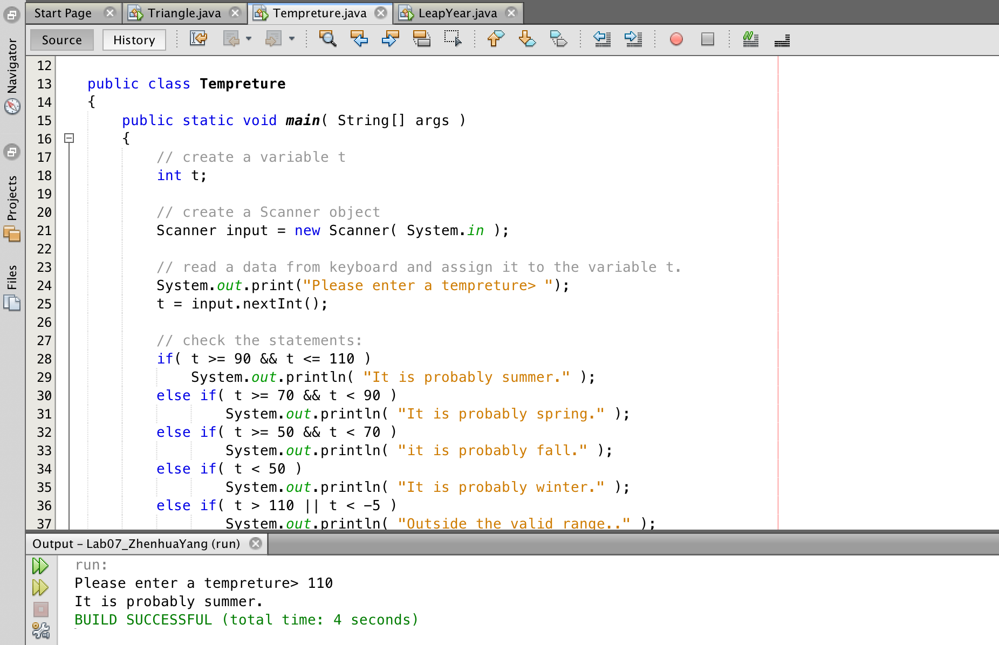 Start Page
Triangle.java
Tempreture.java
LeapYear.java
Source
History
Navigator
Projects
Files
12
13 public class Tempreture
14 {
15 public static void main( String[] args )
16 {
17 // create a variable t
18 int t;
19
20 // create a Scanner object
21 Scanner input = new Scanner( System.in );
22
23 // read a data from keyboard and assign it to the variable t.
24 System.out.print("Please enter a tempreture> ");
25 t = input.nextInt();
26
27 // check the statements:
28 if( t >= 90 && t <= 110 )
29 System.out.println( "It is probably summer." );
30 else if( t >= 70 && t < 90 )
31 System.out.println( "It is probably spring." );
32 else if( t >= 50 && t < 70 )
33 System.out.println( "it is probably fall." );
34 else if( t < 50 )
35 System.out.println( "It is probably winter." );
36 else if( t > 110 || t < -5 )
37 System.out.println( "Outside the valid range.." );
Output - Lab07_ZhenhuaYang (run)
run:
Please enter a tempreture> 110
It is probably summer.
BUILD SUCCESSFUL (total time: 4 seconds)